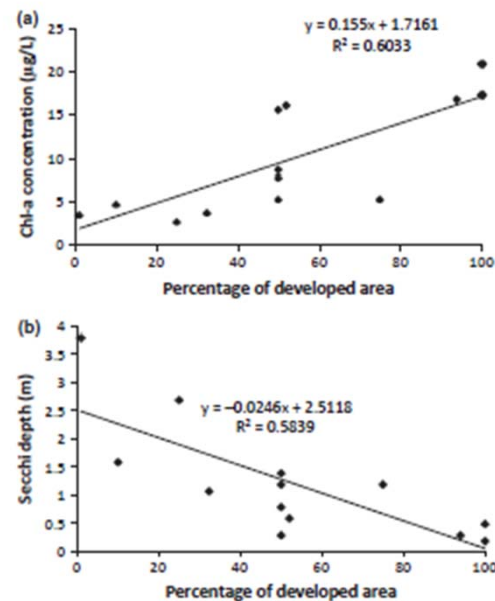 (a)
y = 0.155x + 1.7161
R² = 0.6033
Chl-a concentration (µg/L)
25
20
15
10
5
0
0 20 40 60 80 100
Percentage of developed area
(b)
y = –0.0246x + 2.5118
R² = 0.5839
Secchi depth (m)
4
3.5
3
2.5
2
1.5
1
0.5
0
0 20 40 60 80 100
Percentage of developed area